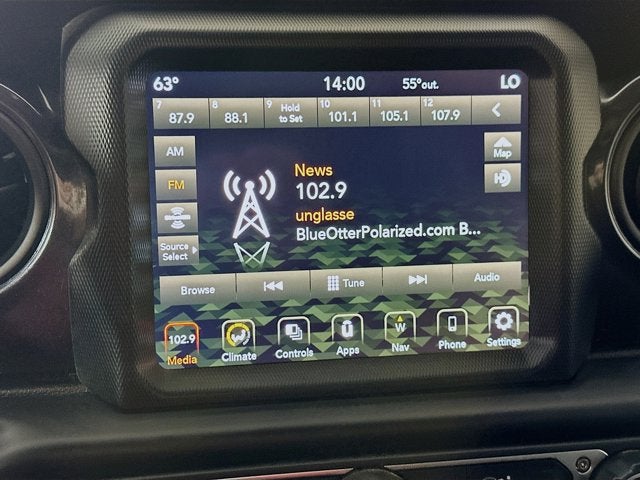 63° 14:00 55°out. LO
7 8 9 10 11 12
87.9 88.1 Hold to Set 101.1 105.1 107.9
AM
Map
FM
HD
News
102.9
unglasse
BlueOtterPolarized.com B...
SiriusXM
Source Select
Browse Tune Audio
102.9 W
Media Climate Controls Apps Nav Phone Settings